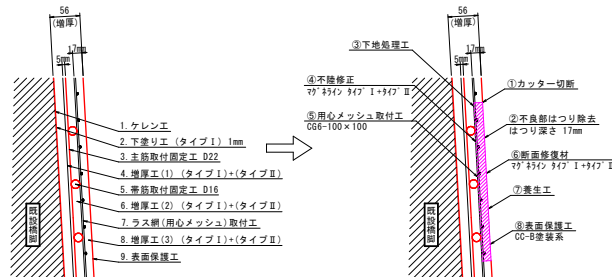 56
(増厚)
17mm
5mm
1. ケレン工
2. 下塗り工 (タイプⅠ) 1mm
3. 主筋取付固定工 D22
4. 増厚工(1) (タイプⅠ)+(タイプⅡ)
5. 帯筋取付固定工 D16
6. 増厚工(2) (タイプⅠ)+(タイプⅡ)
7. ラス網(用心メッシュ)取付工
8. 増厚工(3) (タイプⅠ)+(タイプⅡ)
9. 表面保護工
既設橋脚
56
(増厚)
17mm
5mm
③下地処理工
④不陸修正
マグネライン タイプⅠ+タイプⅡ
⑤用心メッシュ取付工
CG6-100×100
①カッター切断
②不良部はつり除去
はつり深さ 17mm
⑥断面修復材
マグネライン タイプⅠ+タイプⅡ
⑦養生工
⑧表面保護工
CC-B塗装系
既設橋脚